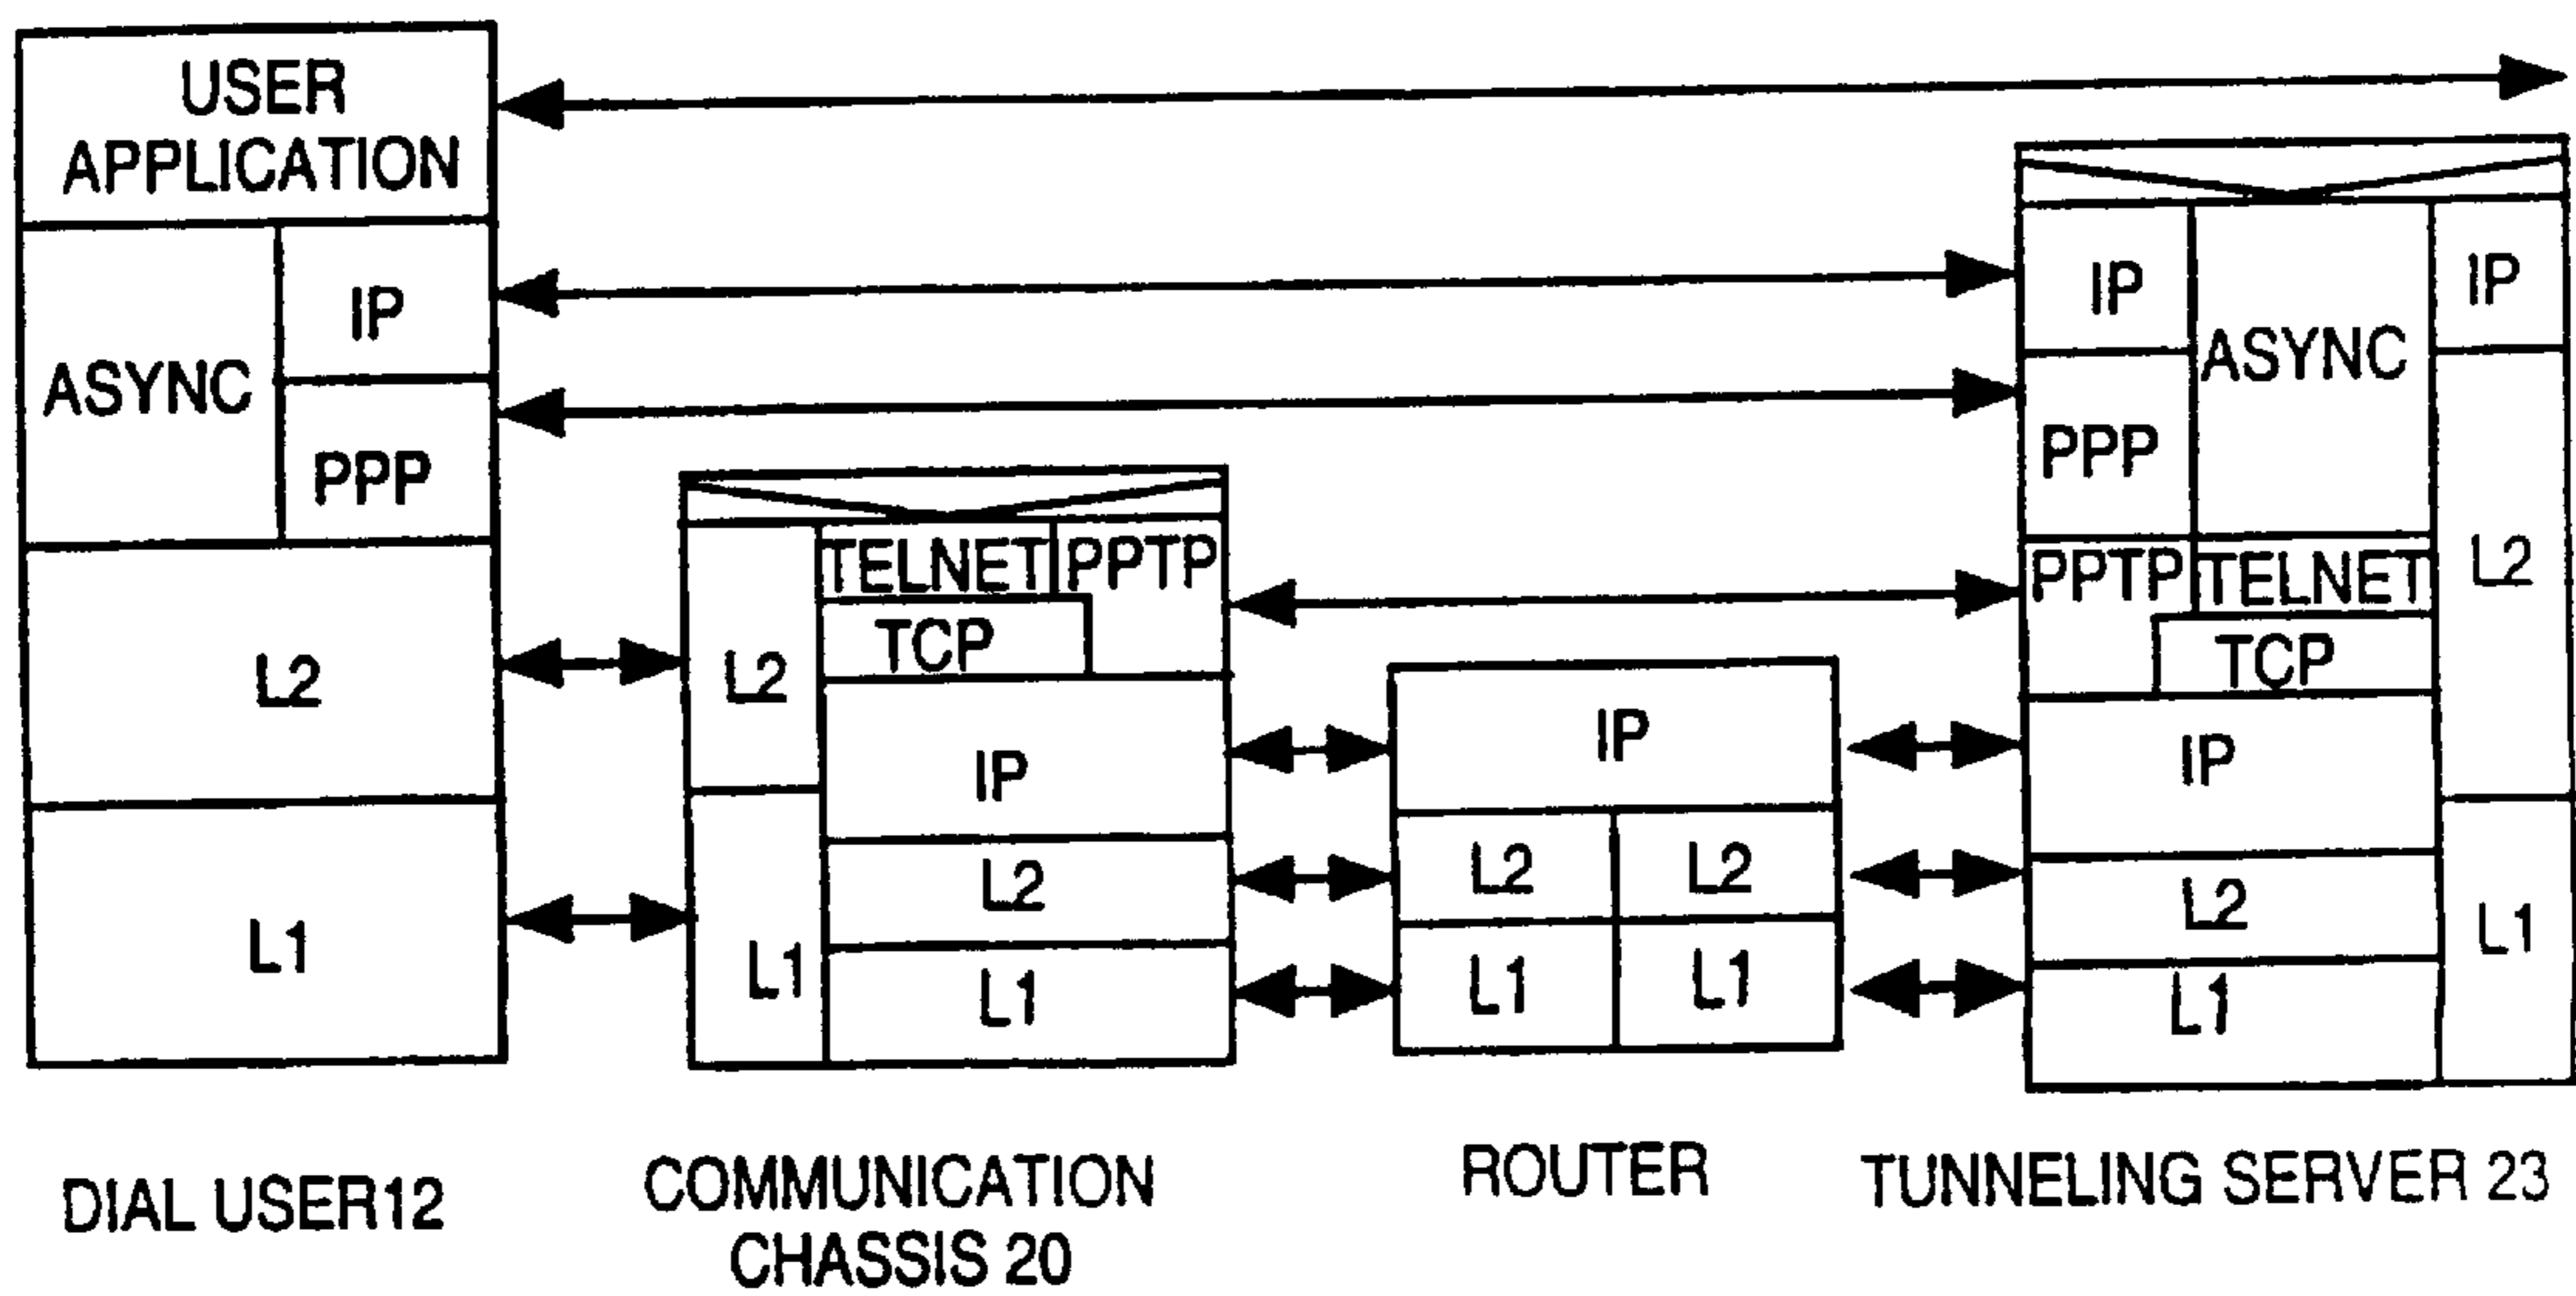 USER
APPLICATION
ASYNC
IP
PPP
L2
L1
L2
L1
TELNET
PPTP
TCP
IP
L2
L1
IP
L2
L2
L1
L1
IP
ASYNC
IP
PPP
PPTP
TELNET
L2
TCP
IP
L2
L1
L1
DIAL USER12
COMMUNICATION
CHASSIS 20
ROUTER
TUNNELING SERVER 23